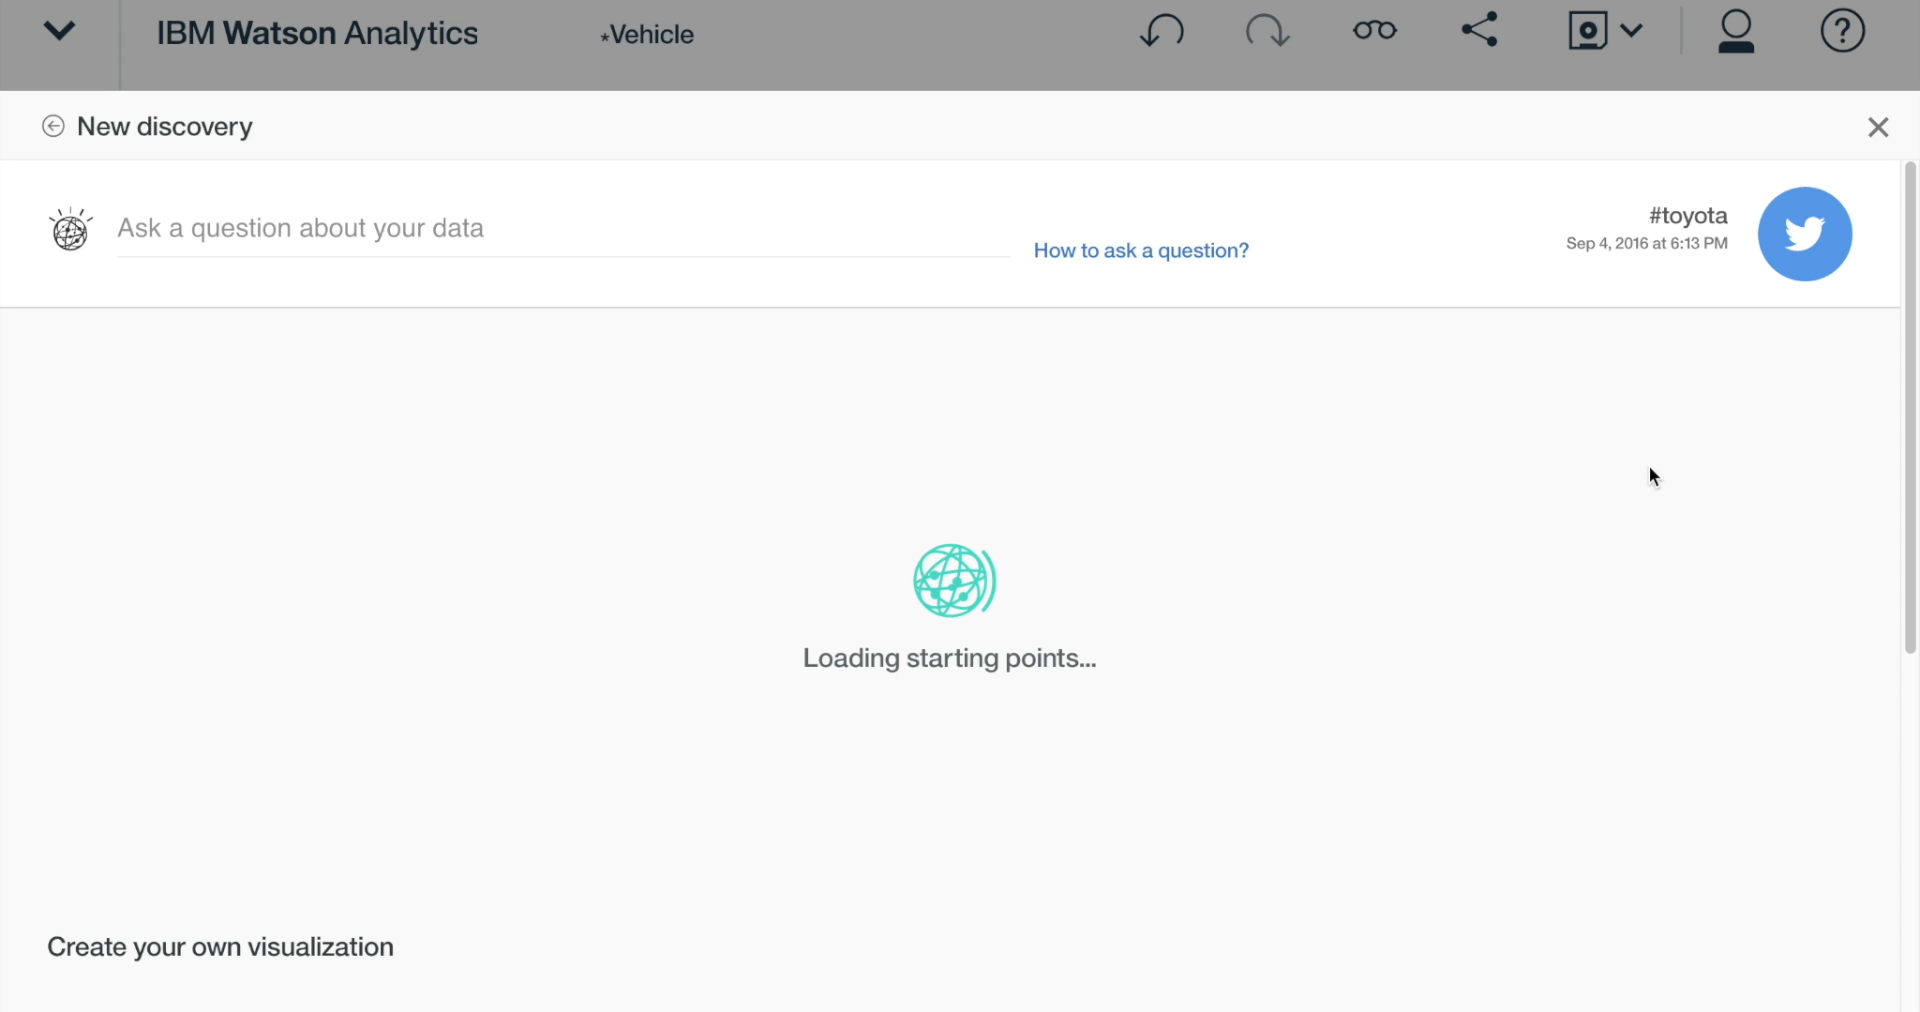 IBM Watson Analytics
*Vehicle
?
New discovery
Ask a question about your data
How to ask a question?
#toyota
Sep 4, 2016 at 6:13 PM
Loading starting points...
Create your own visualization